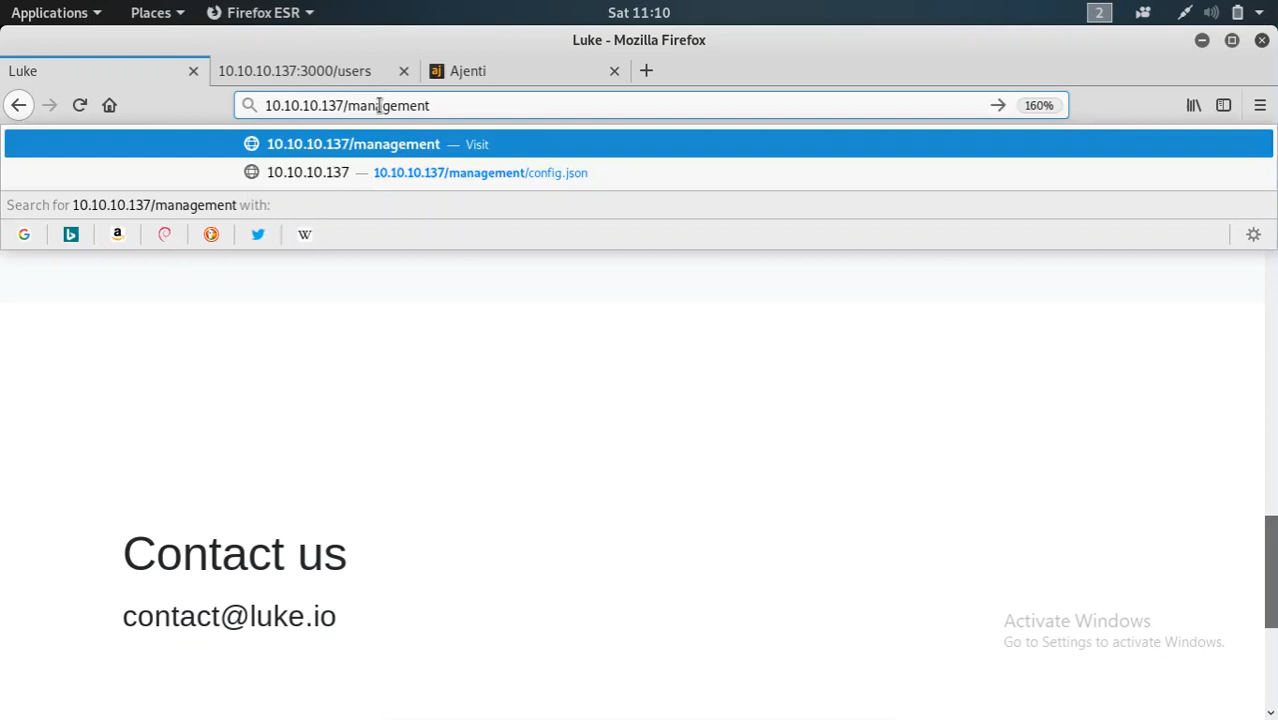 Applications Places Firefox ESR Sat 11:10 2
Luke - Mozilla Firefox
Luke 10.10.10.137:3000/users aj Ajenti
10.10.10.137/management 160%
10.10.10.137/management — Visit
10.10.10.137 — 10.10.10.137/management/config.json
Search for 10.10.10.137/management with:
G b a W
Contact us
contact@luke.io
Activate Windows
Go to Settings to activate Windows.